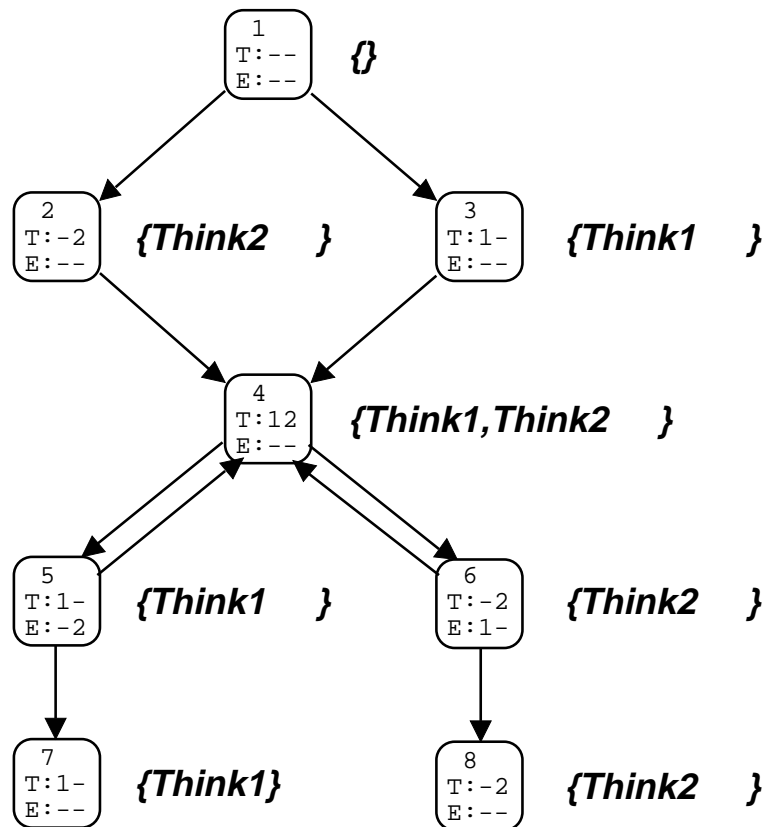 1
T:--
E:--
{}
2
T:-2
E:--
{Think2 }
3
T:1-
E:--
{Think1 }
4
T:12
E:--
{Think1,Think2 }
5
T:1-
E:-2
{Think1 }
6
T:-2
E:1-
{Think2 }
7
T:1-
E:--
{Think1}
8
T:-2
E:--
{Think2 }